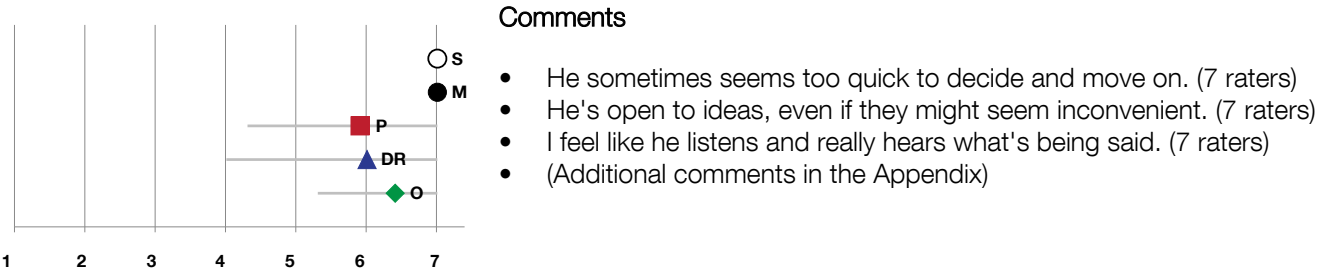 Comments
S
M
P
DR
O
1 2 3 4 5 6 7
• He sometimes seems too quick to decide and move on. (7 raters)
• He's open to ideas, even if they might seem inconvenient. (7 raters)
• I feel like he listens and really hears what's being said. (7 raters)
• (Additional comments in the Appendix)